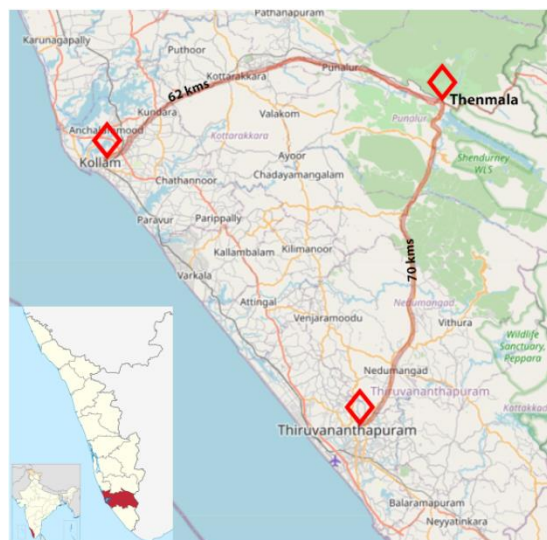 Pathanapuram
Karunagapally
Puthoor
Kottarakkara
Punalur
62 kms
Thenmala
Kundara
Valakom
Punalur
Kottarakkara
Kollam
Ayoor
Shendurney
WLS
Chathannoor
Chadayamangalam
Paravur
Parippally
70 kms
Kallambalam
Kilimanoor
Varkala
Attingal
Nedumangad
Venjaramoodu
Vithura
Wildlife
Sanctuary,
Peppara
Nedumangad
Thiruvananthapuram
Kattakkad
Thiruvananthapuram
Balaramapuram
Neyyatinkara